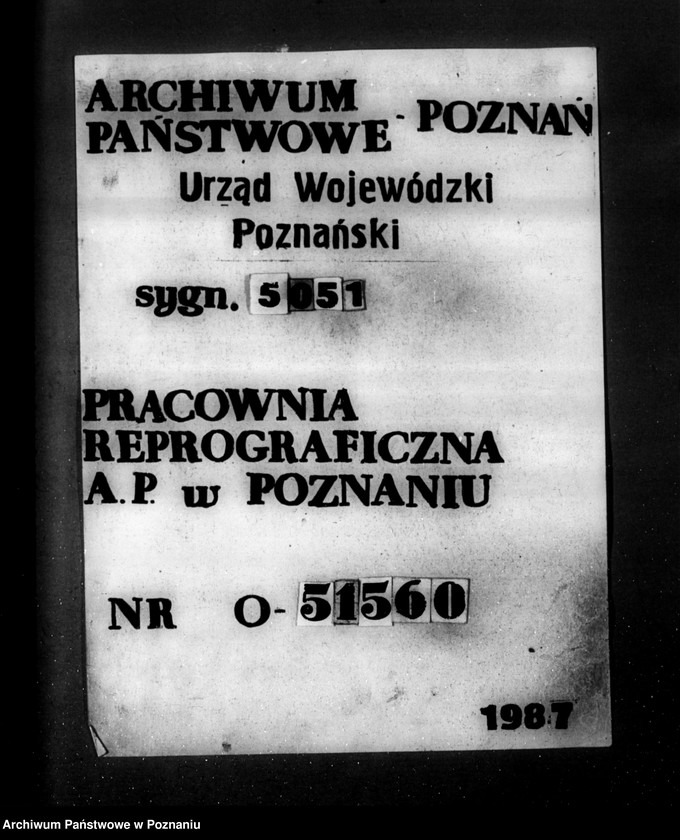 ARCHIWUM
PAŃSTWOWE - POZNAŃ
Urząd Wojewódzki
Poznański
sygn. 5051
PRACOWNIA
REPROGRAFICZNA
A.P. w POZNANIU
NR O-51560
1987
Archiwum Państwowe w Poznaniu